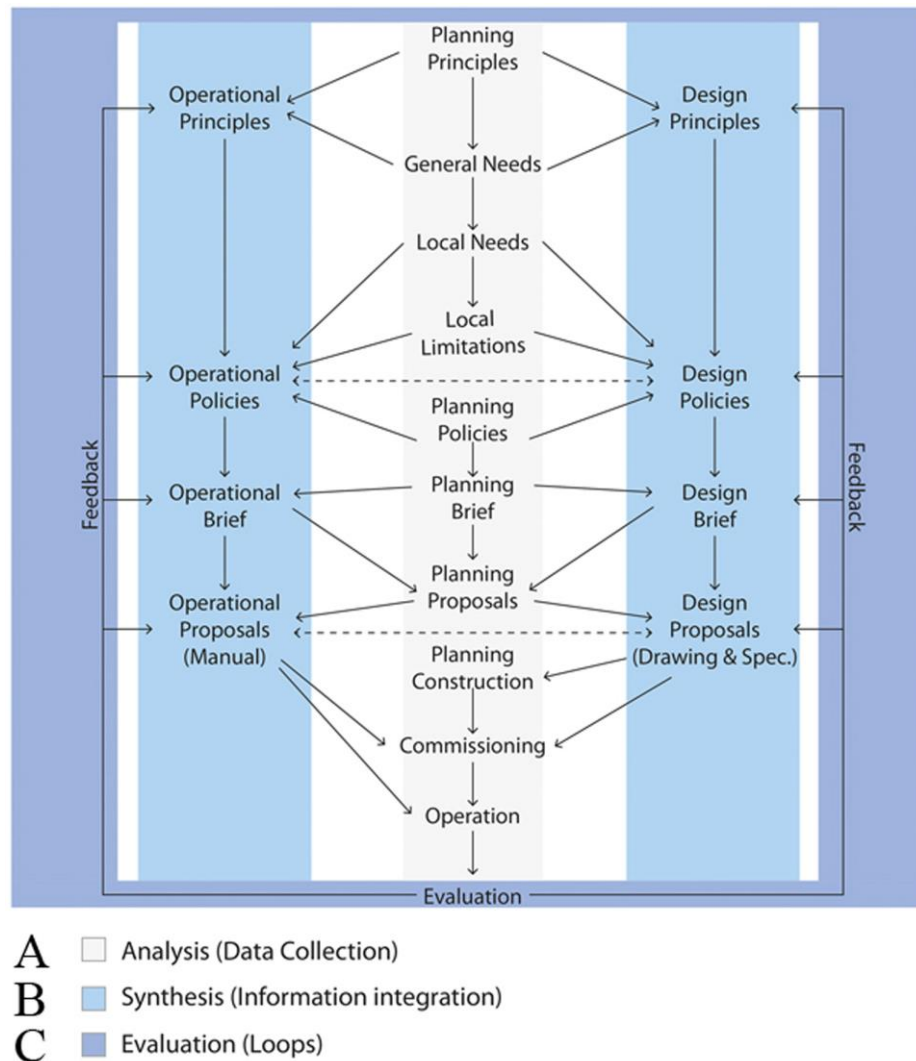 Planning
Principles
Operational
Principles
Design
Principles
General Needs
Local Needs
Local
Limitations
Operational
Policies
Design
Policies
Planning
Policies
Feedback
Feedback
Operational
Brief
Planning
Brief
Design
Brief
Planning
Proposals
Operational
Proposals
(Manual)
Design
Proposals
(Drawing & Spec.)
Planning
Construction
Commissioning
Operation
Evaluation
A Analysis (Data Collection)
B Synthesis (Information integration)
C Evaluation (Loops)